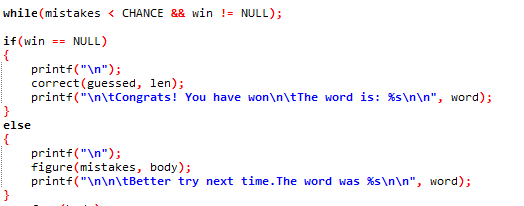 while(mistakes < CHANCE && win != NULL);
if(win == NULL)
{
printf("\n");
correct(guessed, len);
printf("\n\tCongrats! You have won\n\tThe word is: %s\n\n", word);
}
else
{
printf("\n");
figure(mistakes, body);
printf("\n\n\tBetter try next time.The word was %s\n\n", word);
}